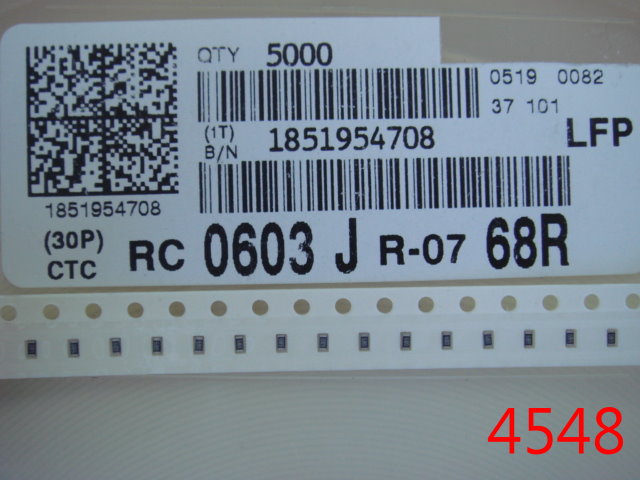 QTY 5000
0519 0082
37 101
(1T)
B/N 1851954708
LFP
1851954708
(30P)
CTC
RC 0603 J R-07 68R
4548